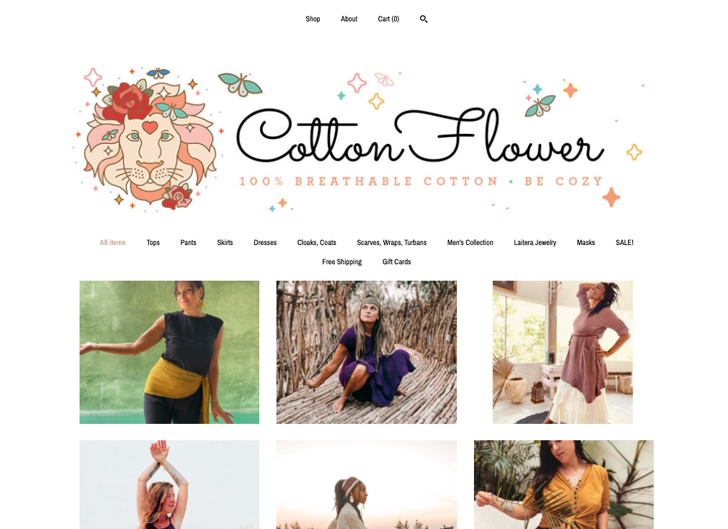 Shop About Cart (0)
CottonFlower
100% BREATHABLE COTTON • BE COZY
All items Tops Pants Skirts Dresses Cloaks, Coats Scarves, Wraps, Turbans Men's Collection Laitera Jewelry Masks SALE!
Free Shipping Gift Cards